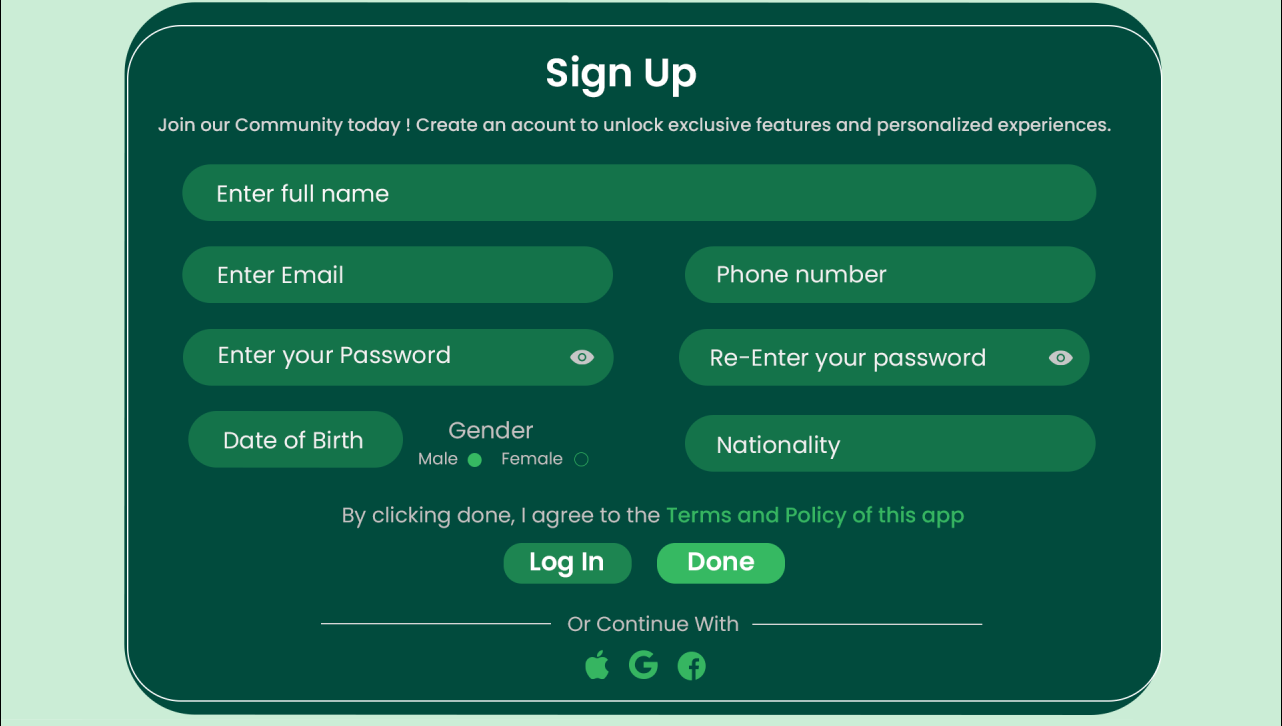 Sign Up
Join our Community today ! Create an acount to unlock exclusive features and personalized experiences.
Enter full name
Enter Email
Phone number
Enter your Password
Re-Enter your password
Date of Birth
Gender
Male
Female
Nationality
By clicking done, I agree to the Terms and Policy of this app
Log In
Done
Or Continue With